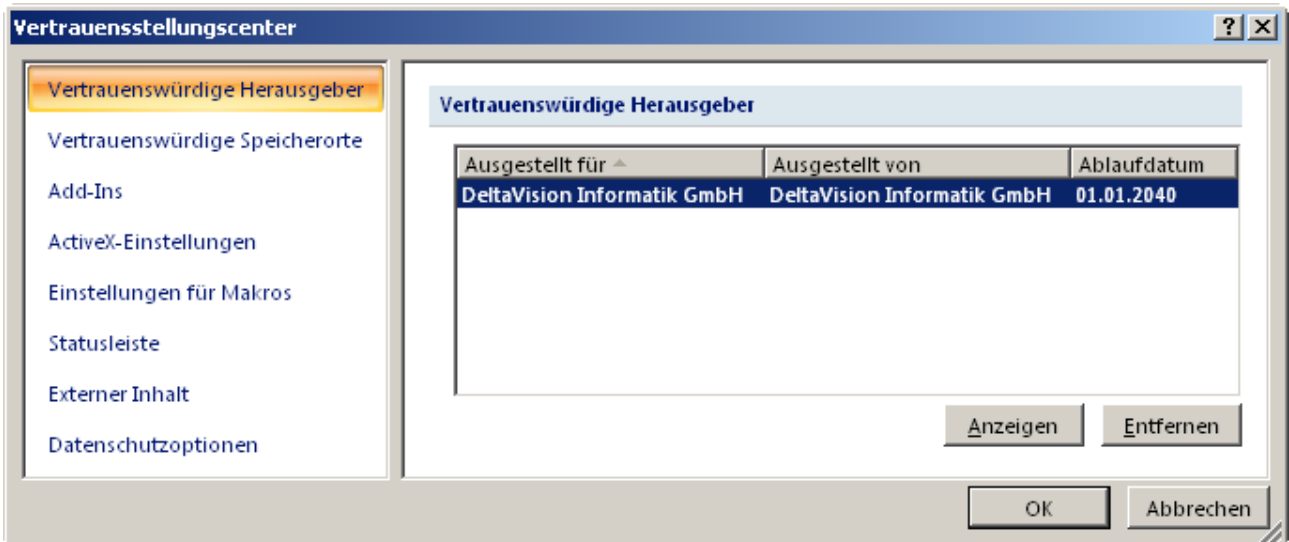 Vertrauensstellungscenter
Vertrauenswürdige Herausgeber
Vertrauenswürdige Speicherorte
Add-Ins
ActiveX-Einstellungen
Einstellungen für Makros
Statusleiste
Externer Inhalt
Datenschutzoptionen
Vertrauenswürdige Herausgeber
Ausgestellt für Ausgestellt von Ablaufdatum
DeltaVision Informatik GmbH DeltaVision Informatik GmbH 01.01.2040
Anzeigen Entfernen
OK Abbrechen